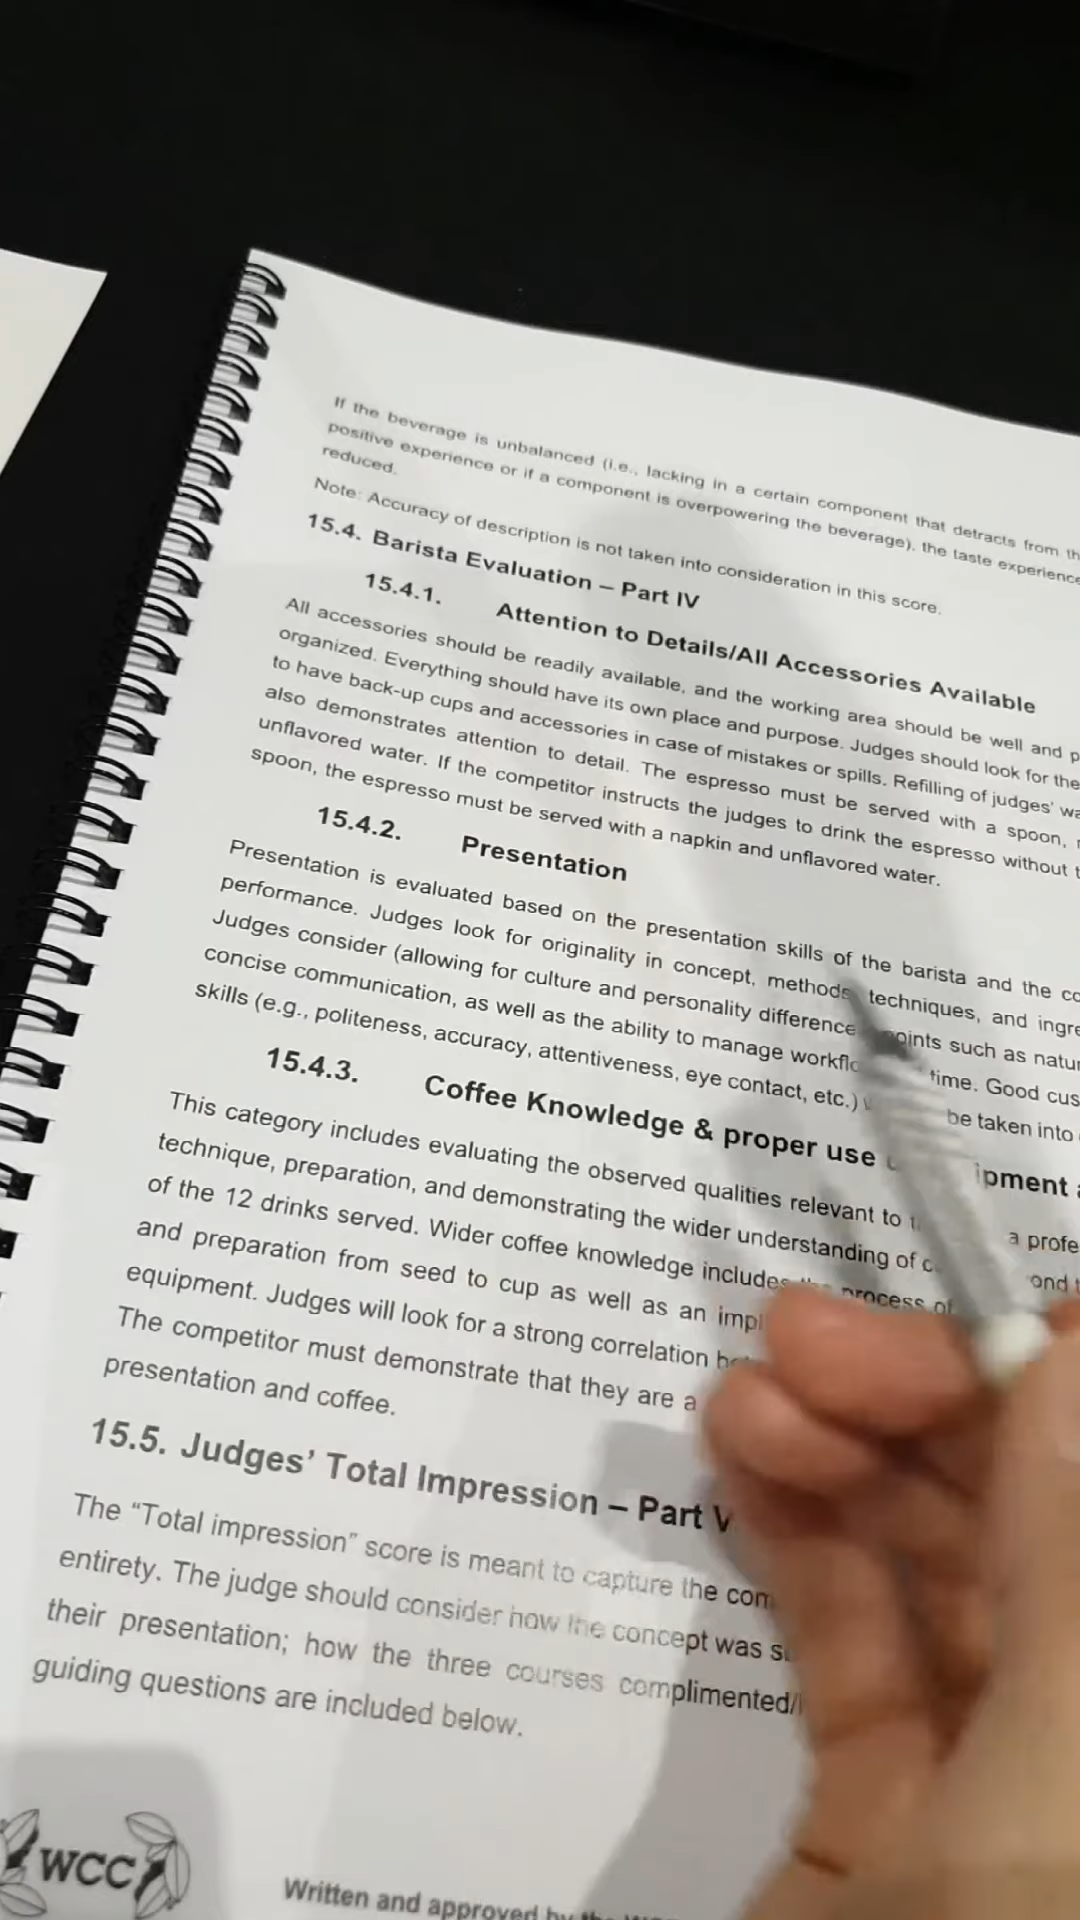 If the beverage is unbalanced (i.e., lacking in a certain component that detracts from
positive experience or if a component is overpowering the beverage), the taste experience
reduced.
Note: Accuracy of description is not taken into consideration in this score.
15.4. Barista Evaluation – Part IV
15.4.1. Attention to Details/All Accessories Available
All accessories should be readily available, and the working area should be well and
organized. Everything should have its own place and purpose. Judges should look for the
to have back-up cups and accessories in case of mistakes or spills. Refilling of judges'
also demonstrates attention to detail. The espresso must be served with a spoon,
unflavored water. If the competitor instructs the judges to drink the espresso without
spoon, the espresso must be served with a napkin and unflavored water.
15.4.2. Presentation
Presentation is evaluated based on the presentation skills of the barista and the
performance. Judges look for originality in concept, methods, techniques, and
Judges consider (allowing for culture and personality difference points such as
concise communication, as well as the ability to manage time. Good
skills (e.g., politeness, accuracy, attentiveness, eye contact, etc.) be taken into
15.4.3. Coffee Knowledge & proper use
This category includes evaluating the observed qualities relevant to a
technique, preparation, and demonstrating the wider understanding of
of the 12 drinks served. Wider coffee knowledge includes the process of
and preparation from seed to cup as well as an
equipment. Judges will look for a strong correlation
The competitor must demonstrate that they are a
presentation and coffee.
15.5. Judges' Total Impression – Part V
The “Total impression” score is meant to capture the
entirety. The judge should consider how the concept was
their presentation; how the three courses complimented/
guiding questions are included below.
WCC
Written and approved by the